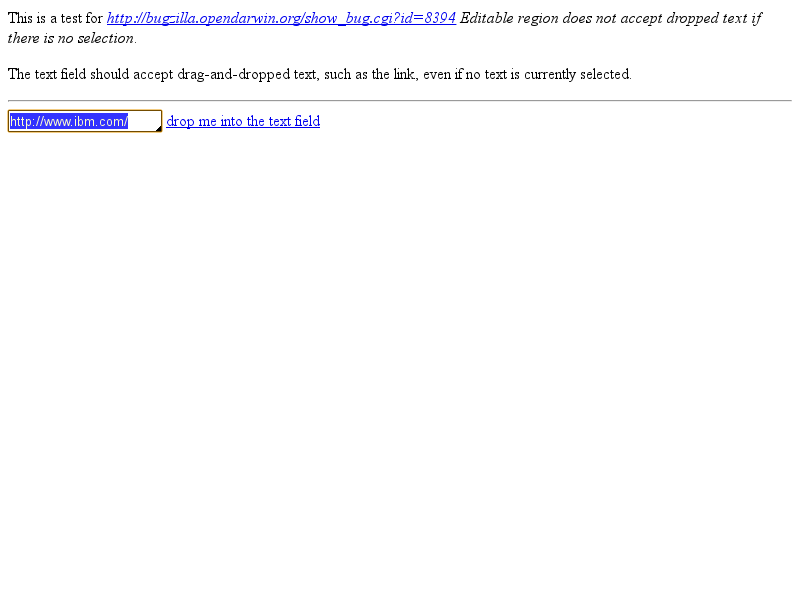 This is a test for http://bugzilla.opendarwin.org/show_bug.cgi?id=8394 Editable region does not accept dropped text if
there is no selection.
The text field should accept drag-and-dropped text, such as the link, even if no text is currently selected.
http://www.ibm.com/ drop me into the text field